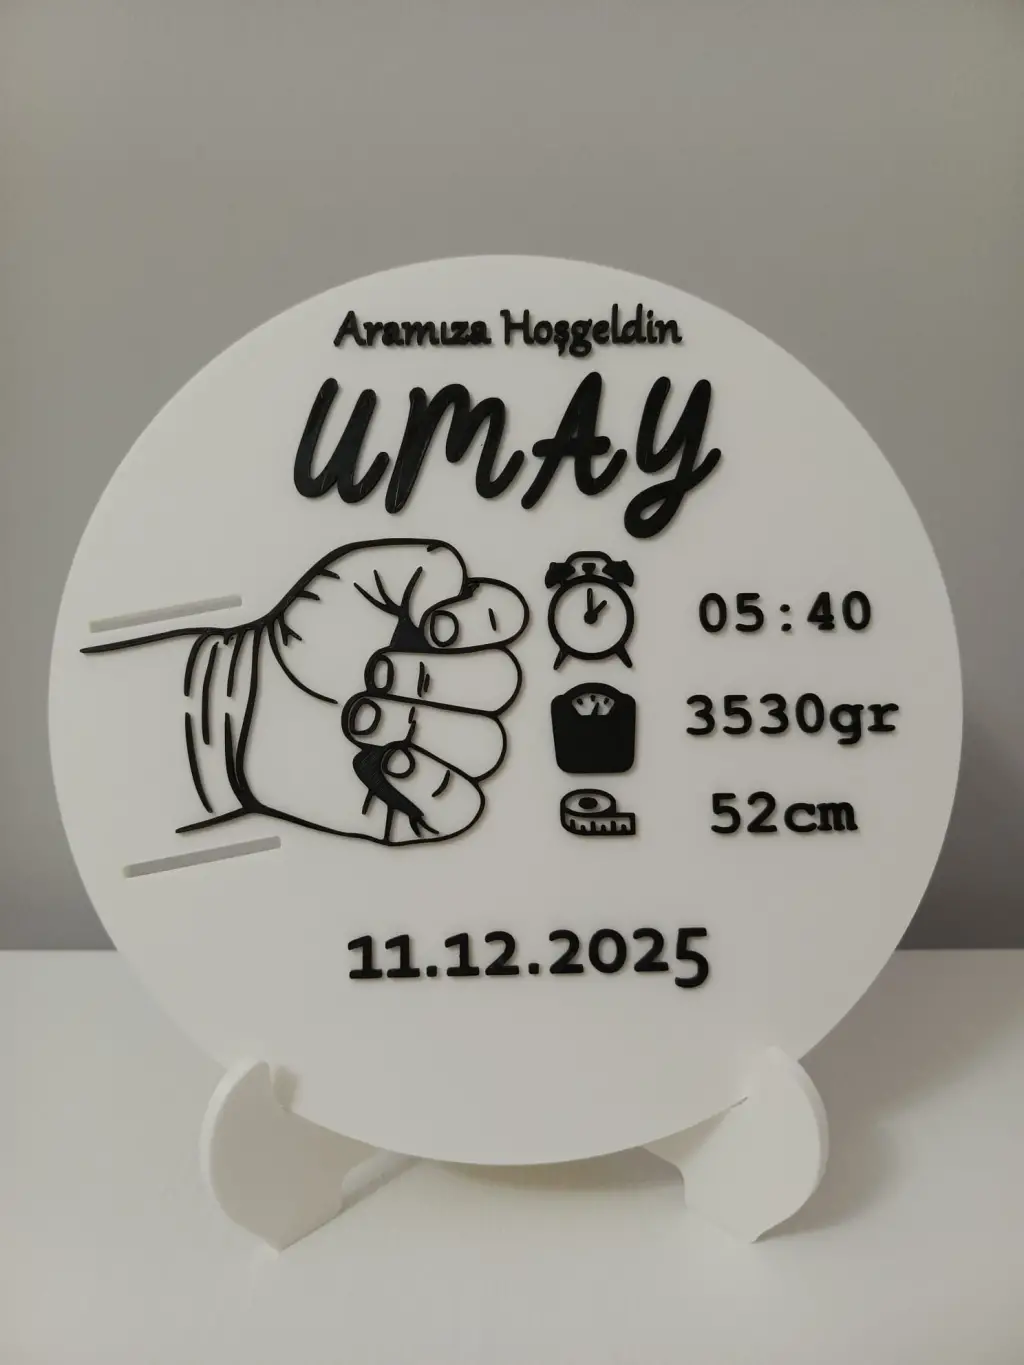 Aramıza Hoşgeldin
UMAY
05:40
3530gr
52cm
11.12.2025